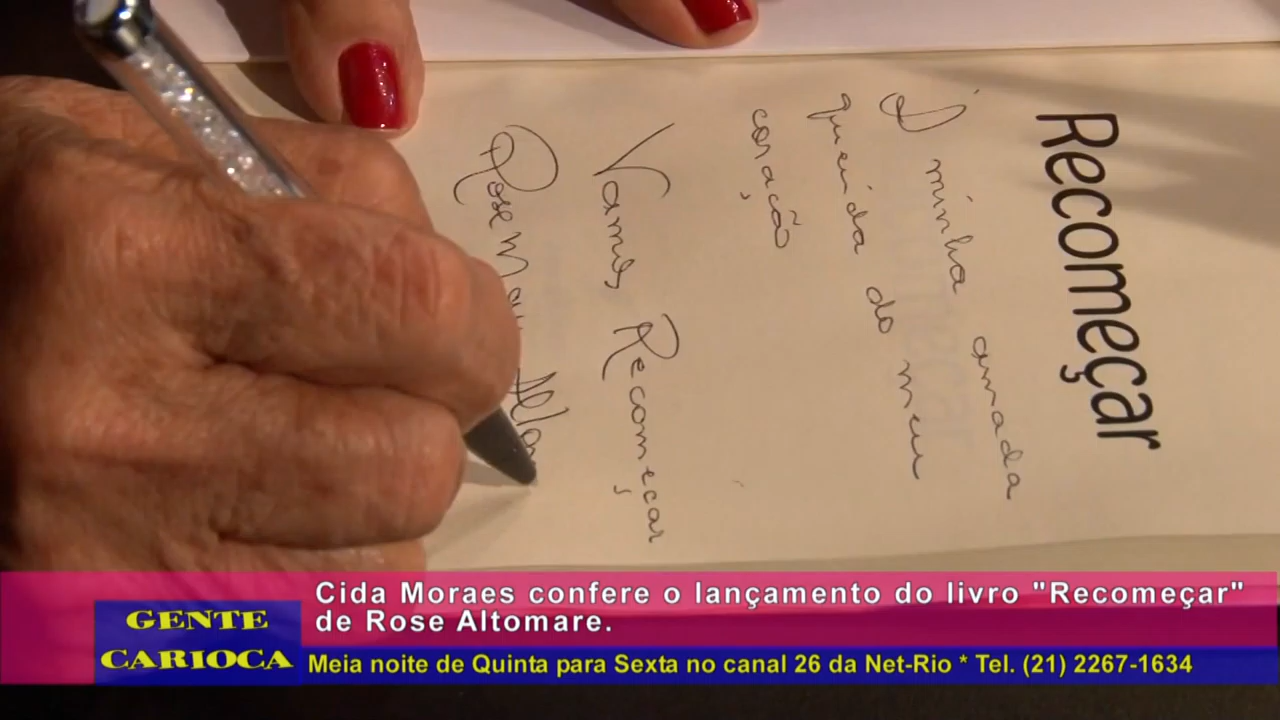 Recomeçar
À minha amada
querida do meu
coração
Vamos Recomeçar
Rose M
GENTE
CARIOCA
Cida Moraes confere o lançamento do livro "Recomeçar"
de Rose Altomare.
Meia noite de Quinta para Sexta no canal 26 da Net-Rio * Tel. (21) 2267-1634